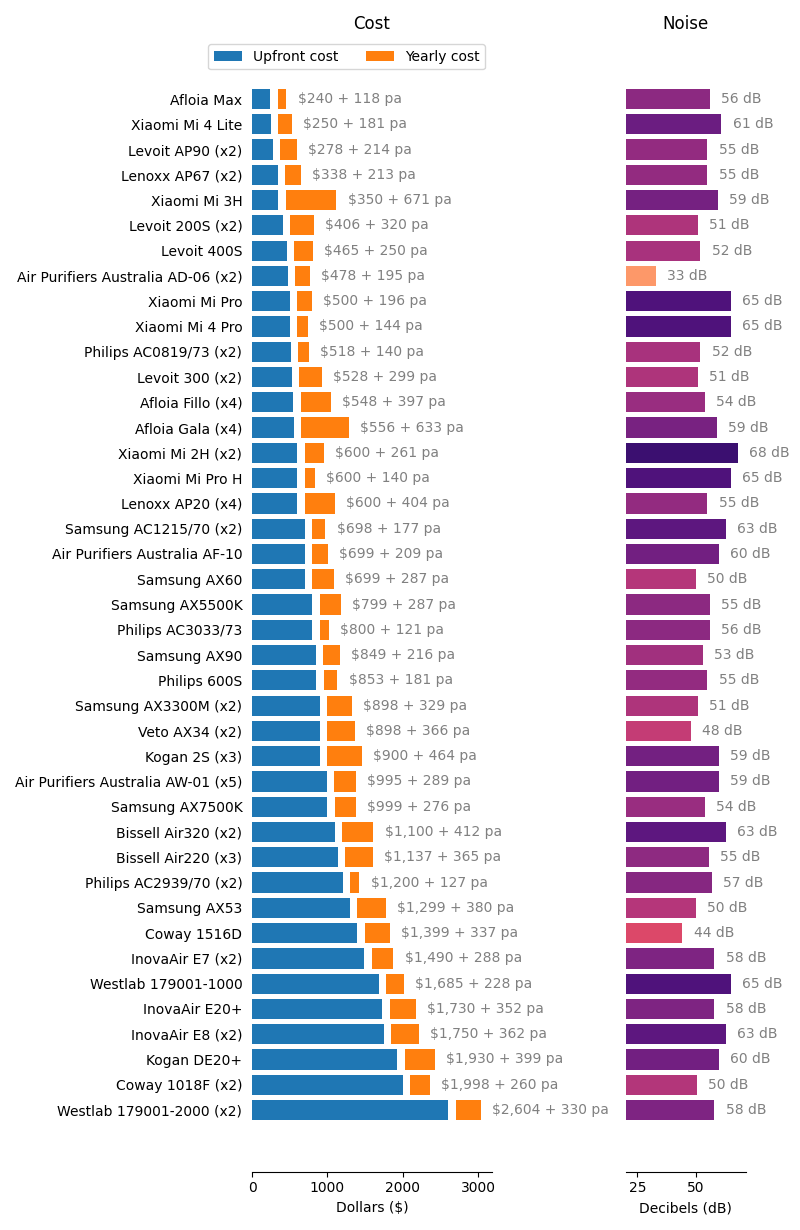 Cost Noise
Upfront cost Yearly cost
Afloia Max $240 + 118 pa 56 dB
Xiaomi Mi 4 Lite $250 + 181 pa 61 dB
Levoit AP90 (x2) $278 + 214 pa 55 dB
Lenoxx AP67 (x2) $338 + 213 pa 55 dB
Xiaomi Mi 3H $350 + 671 pa 59 dB
Levoit 200S (x2) $406 + 320 pa 51 dB
Levoit 400S $465 + 250 pa 52 dB
Air Purifiers Australia AD-06 (x2) $478 + 195 pa 33 dB
Xiaomi Mi Pro $500 + 196 pa 65 dB
Xiaomi Mi 4 Pro $500 + 144 pa 65 dB
Philips AC0819/73 (x2) $518 + 140 pa 52 dB
Levoit 300 (x2) $528 + 299 pa 51 dB
Afloia Fillo (x4) $548 + 397 pa 54 dB
Afloia Gala (x4) $556 + 633 pa 59 dB
Xiaomi Mi 2H (x2) $600 + 261 pa 68 dB
Xiaomi Mi Pro H $600 + 140 pa 65 dB
Lenoxx AP20 (x4) $600 + 404 pa 55 dB
Samsung AC1215/70 (x2) $698 + 177 pa 63 dB
Air Purifiers Australia AF-10 $699 + 209 pa 60 dB
Samsung AX60 $699 + 287 pa 50 dB
Samsung AX5500K $799 + 287 pa 55 dB
Philips AC3033/73 $800 + 121 pa 56 dB
Samsung AX90 $849 + 216 pa 53 dB
Philips 600S $853 + 181 pa 55 dB
Samsung AX3300M (x2) $898 + 329 pa 51 dB
Veto AX34 (x2) $898 + 366 pa 48 dB
Kogan 2S (x3) $900 + 464 pa 59 dB
Air Purifiers Australia AW-01 (x5) $995 + 289 pa 59 dB
Samsung AX7500K $999 + 276 pa 54 dB
Bissell Air320 (x2) $1,100 + 412 pa 63 dB
Bissell Air220 (x3) $1,137 + 365 pa 55 dB
Philips AC2939/70 (x2) $1,200 + 127 pa 57 dB
Samsung AX53 $1,299 + 380 pa 50 dB
Coway 1516D $1,399 + 337 pa 44 dB
InovaAir E7 (x2) $1,490 + 288 pa 58 dB
Westlab 179001-1000 $1,685 + 228 pa 65 dB
InovaAir E20+ $1,730 + 352 pa 58 dB
InovaAir E8 (x2) $1,750 + 362 pa 63 dB
Kogan DE20+ $1,930 + 399 pa 60 dB
Coway 1018F (x2) $1,998 + 260 pa 50 dB
Westlab 179001-2000 (x2) $2,604 + 330 pa 58 dB
0 1000 2000 3000 25 50
Dollars ($) Decibels (dB)